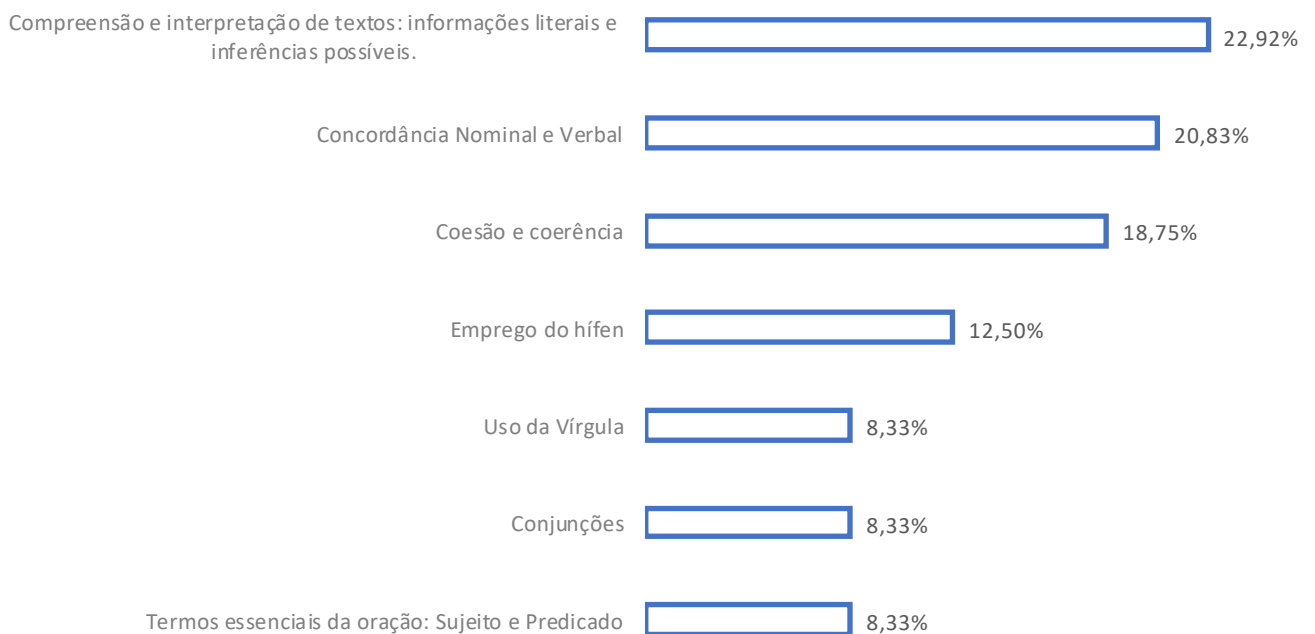 Compreensão e interpretação de textos: informações literais e
inferências possíveis.
22,92%
Concordância Nominal e Verbal
20,83%
Coesão e coerência
18,75%
Emprego do hífen
12,50%
Uso da Vírgula
8,33%
Conjunções
8,33%
Termos essenciais da oração: Sujeito e Predicado
8,33%